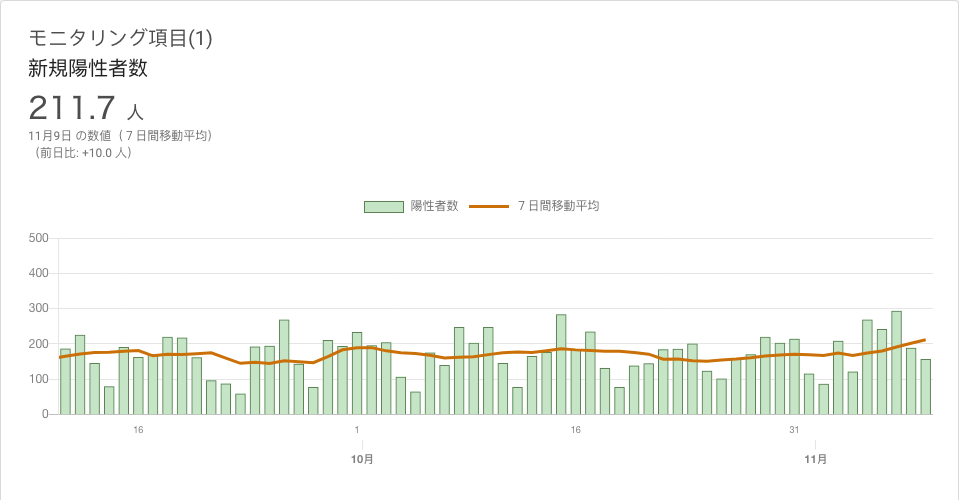 モニタリング項目(1)
新規陽性者数
211.7 人
11月9日 の数値（７日間移動平均）
（前日比: +10.0 人）
陽性者数 ７日間移動平均
500
400
300
200
100
0
16 1 16 31
10月 11月